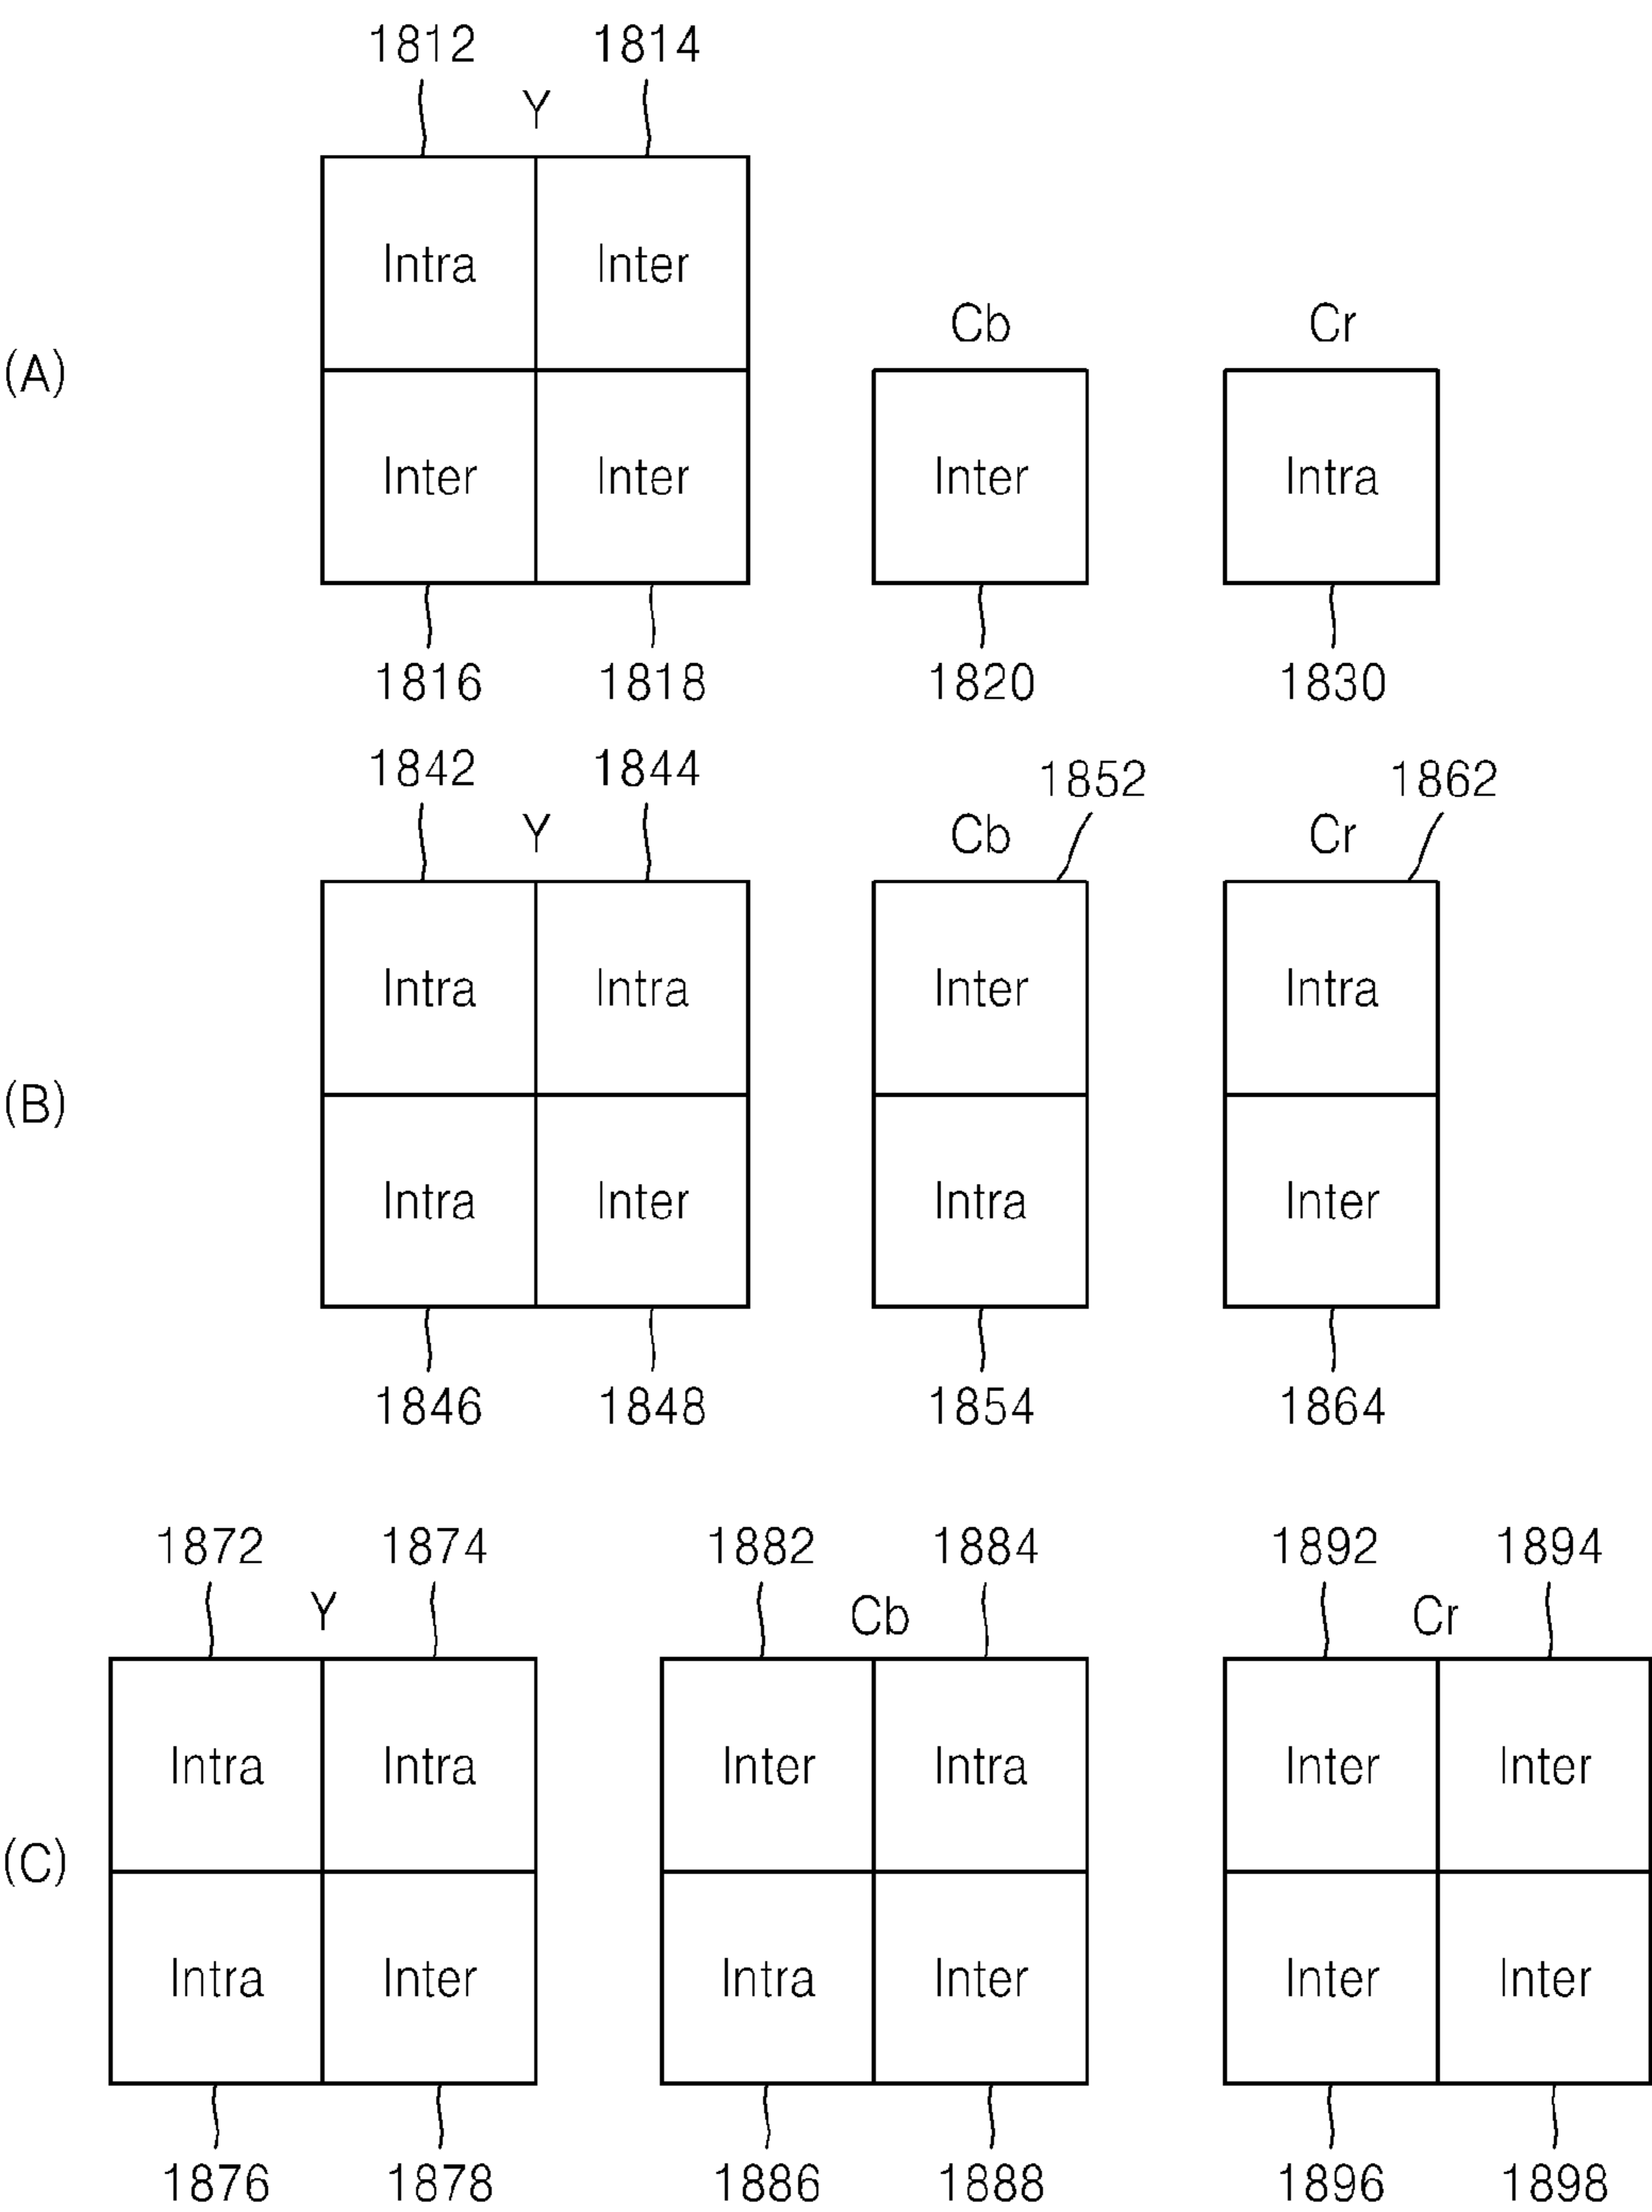 1812 1814
Y
Intra Inter
Cb Cr
(A)
Inter Inter Inter Intra
1816 1818 1820 1830
1842 1844 1852 1862
Y Cb Cr
Intra Intra Inter Intra
(B)
Intra Inter Intra Inter
1846 1848 1854 1864
1872 1874 1882 1884 1892 1894
Y Cb Cr
Intra Intra Inter Intra Inter Inter
(C)
Intra Inter Intra Inter Inter Inter
1876 1878 1886 1888 1896 1898